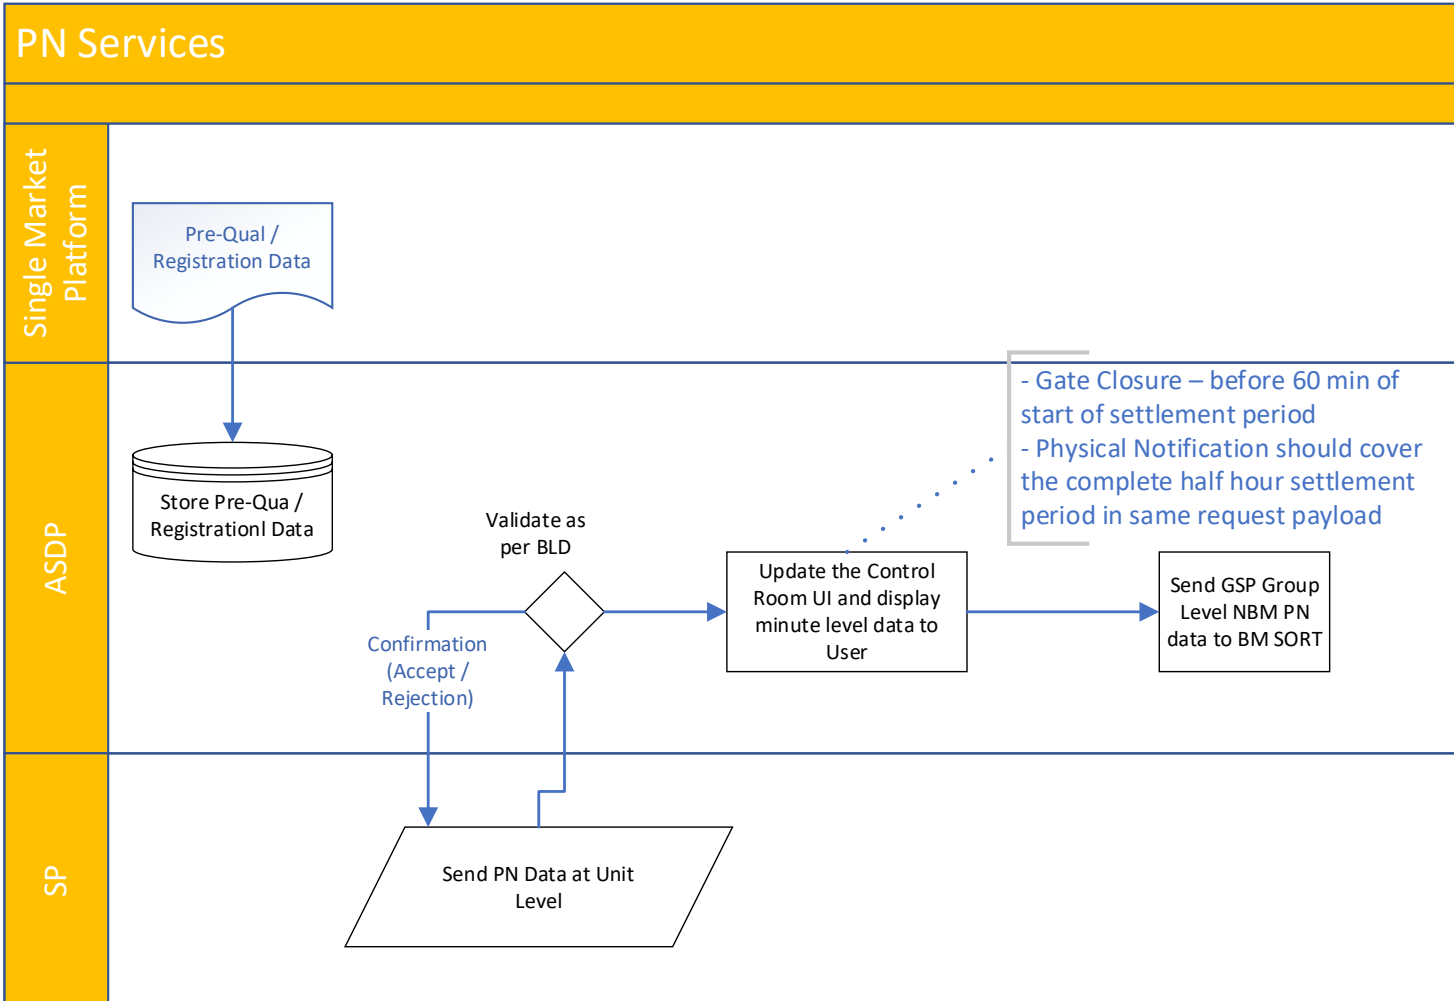 PN Services
Single Market
Platform
Pre-Qual /
Registration Data
ASDP
Store Pre-Qua /
Registrationl Data
Validate as
per BLD
Confirmation
(Accept /
Rejection)
- Gate Closure – before 60 min of
start of settlement period
- Physical Notification should cover
the complete half hour settlement
period in same request payload
Update the Control
Room UI and display
minute level data to
User
Send GSP Group
Level NBM PN
data to BM SORT
SP
Send PN Data at Unit
Level